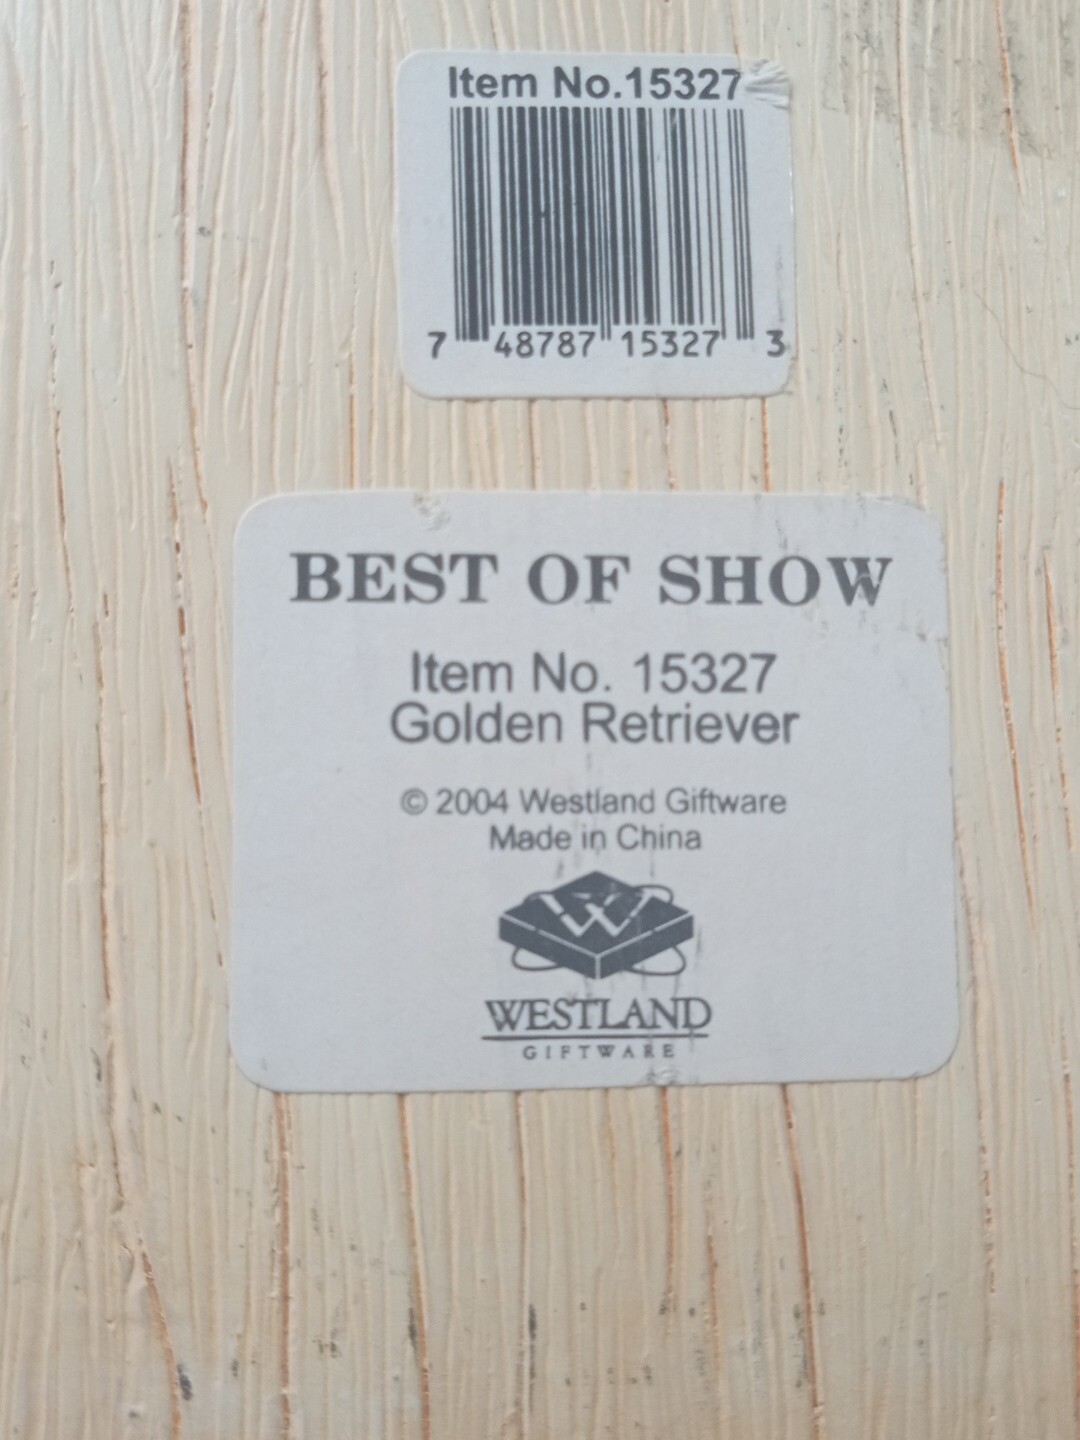 Item No.15327
7 48787 15327 3
BEST OF SHOW
Item No. 15327
Golden Retriever
© 2004 Westland Giftware
Made in China
W
WESTLAND
GIFTWARE